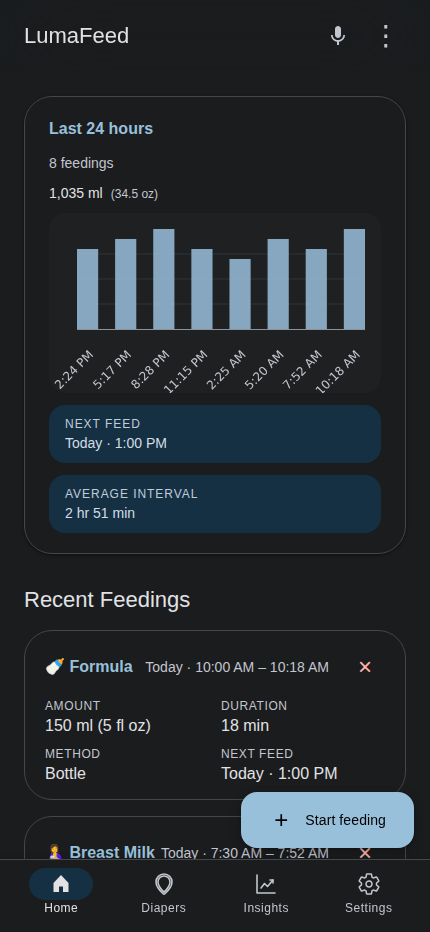 LumaFeed
Last 24 hours
8 feedings
1,035 ml (34.5 oz)
2:24 PM
5:17 PM
8:28 PM
11:15 PM
2:25 AM
5:20 AM
7:52 AM
10:18 AM
NEXT FEED
Today · 1:00 PM
AVERAGE INTERVAL
2 hr 51 min
Recent Feedings
Formula Today · 10:00 AM – 10:18 AM
AMOUNT DURATION
150 ml (5 fl oz) 18 min
METHOD NEXT FEED
Bottle Today · 1:00 PM
Start feeding
Breast Milk Today · 7:30 AM – 7:52 AM
Home Diapers Insights Settings